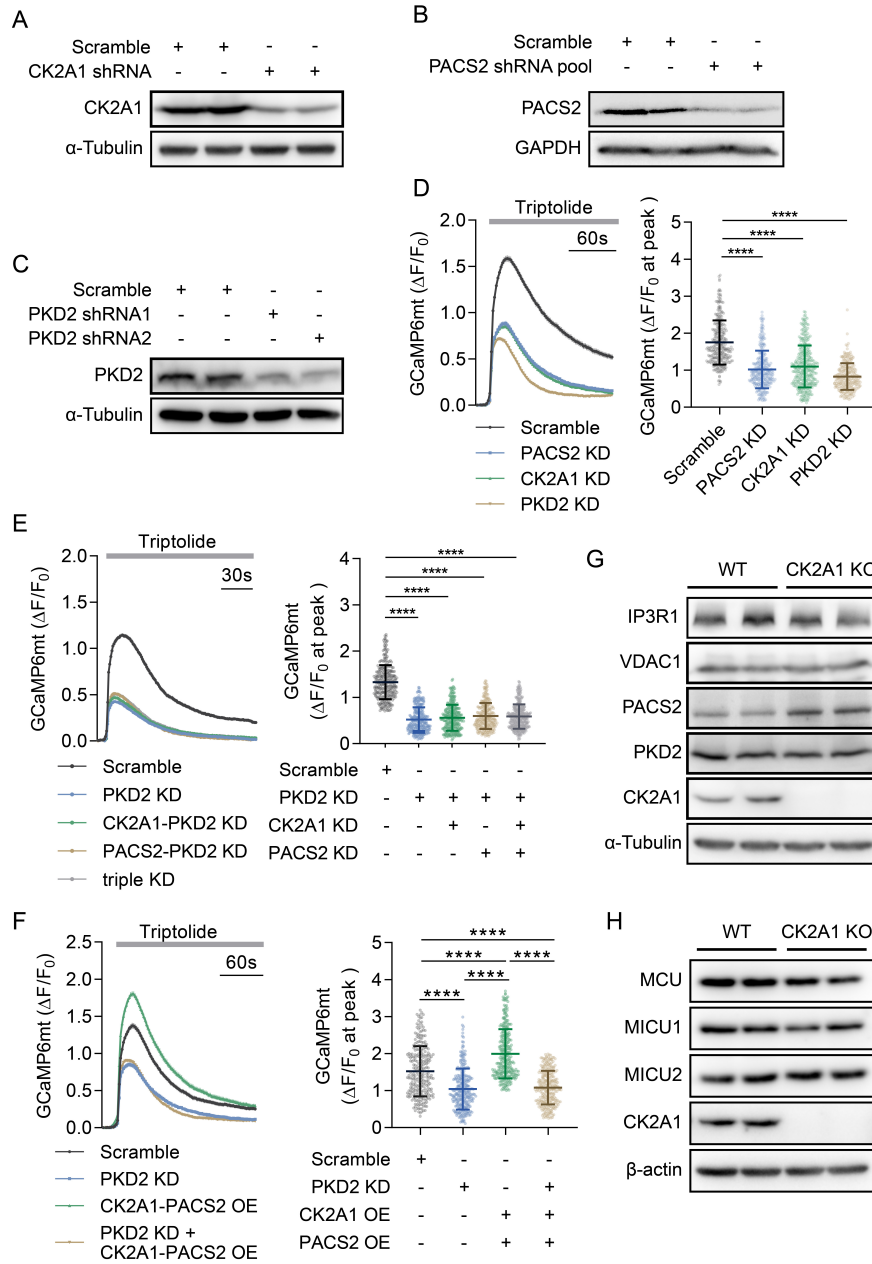 A
Scramble + + - -
CK2A1 shRNA - - + +
CK2A1
α-Tubulin
B
Scramble + + - -
PACS2 shRNA pool - - + +
PACS2
GAPDH
C
Scramble + + - -
PKD2 shRNA1 - - + -
PKD2 shRNA2 - - - +
PKD2
α-Tubulin
D
Triptolide
60s
GCaMP6mt (ΔF/F0)
2.0
1.5
1.0
0.5
0.0
Scramble
PACS2 KD
CK2A1 KD
PKD2 KD
GCaMP6mt (ΔF/F0 at peak)
5
4
3
2
1
0
****
****
****
Scramble
PACS2 KD
CK2A1 KD
PKD2 KD
E
Triptolide
30s
GCaMP6mt (ΔF/F0)
2.0
1.5
1.0
0.5
0.0
Scramble
PKD2 KD
CK2A1-PKD2 KD
PACS2-PKD2 KD
triple KD
GCaMP6mt
(ΔF/F0 at peak )
4
3
2
1
0
****
****
****
****
Scramble + - - - -
PKD2 KD - + + + +
CK2A1 KD - - + - +
PACS2 KD - - - + +
F
Triptolide
60s
GCaMP6mt (ΔF/F0)
2.5
2.0
1.5
1.0
0.5
0.0
Scramble
PKD2 KD
CK2A1-PACS2 OE
PKD2 KD +
CK2A1-PACS2 OE
GCaMP6mt
(ΔF/F0 at peak )
5
4
3
2
1
0
****
**** ****
****
****
Scramble + - - -
PKD2 KD - + - +
CK2A1 OE - - + +
PACS2 OE - - + +
G
WT CK2A1 KO
IP3R1
VDAC1
PACS2
PKD2
CK2A1
α-Tubulin
H
WT CK2A1 KO
MCU
MICU1
MICU2
CK2A1
β-actin